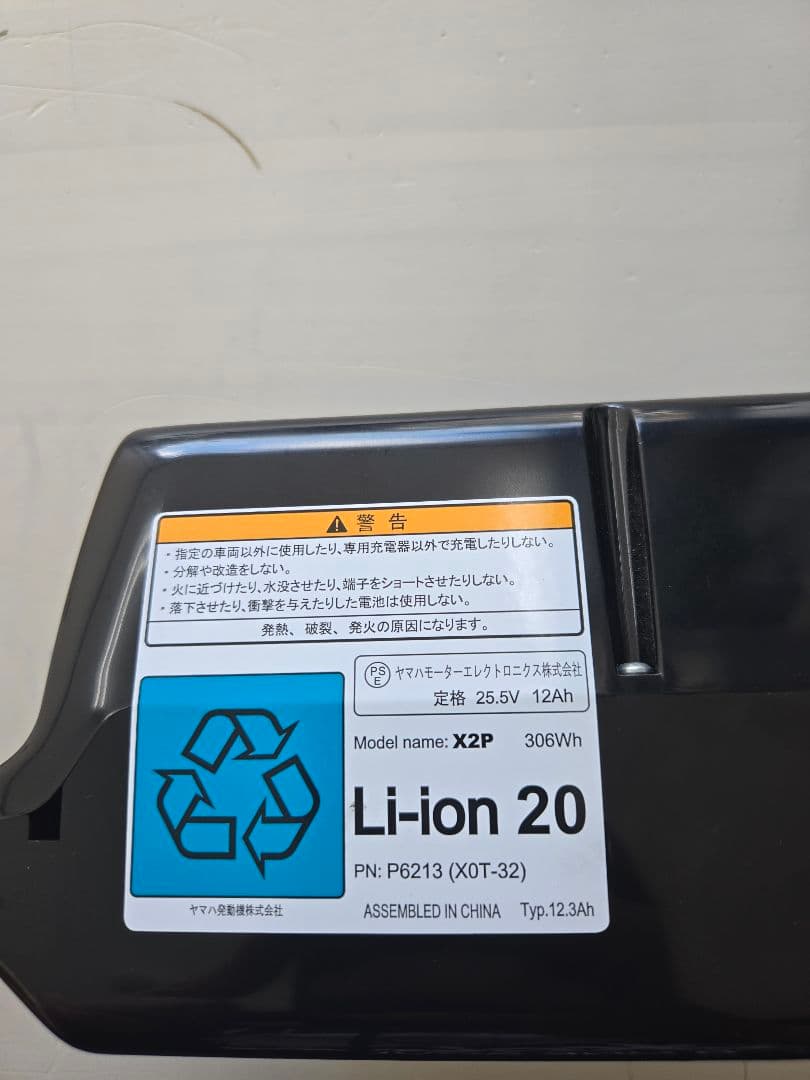 ⚠ 警告
・指定の車両以外に使用したり、専用充電器以外で充電したりしない。
・分解や改造をしない。
・火に近づけたり、水没させたり、端子をショートさせたりしない。
・落下させたり、衝撃を与えたりした電池は使用しない。
発熱、破裂、発火の原因になります。
PSE ヤマハモーターエレクトロニクス株式会社
定格 25.5V 12Ah
Model name: X2P 306Wh
Li-ion 20
PN: P6213 (X0T-32)
ヤマハ発動機株式会社
ASSEMBLED IN CHINA Typ.12.3Ah